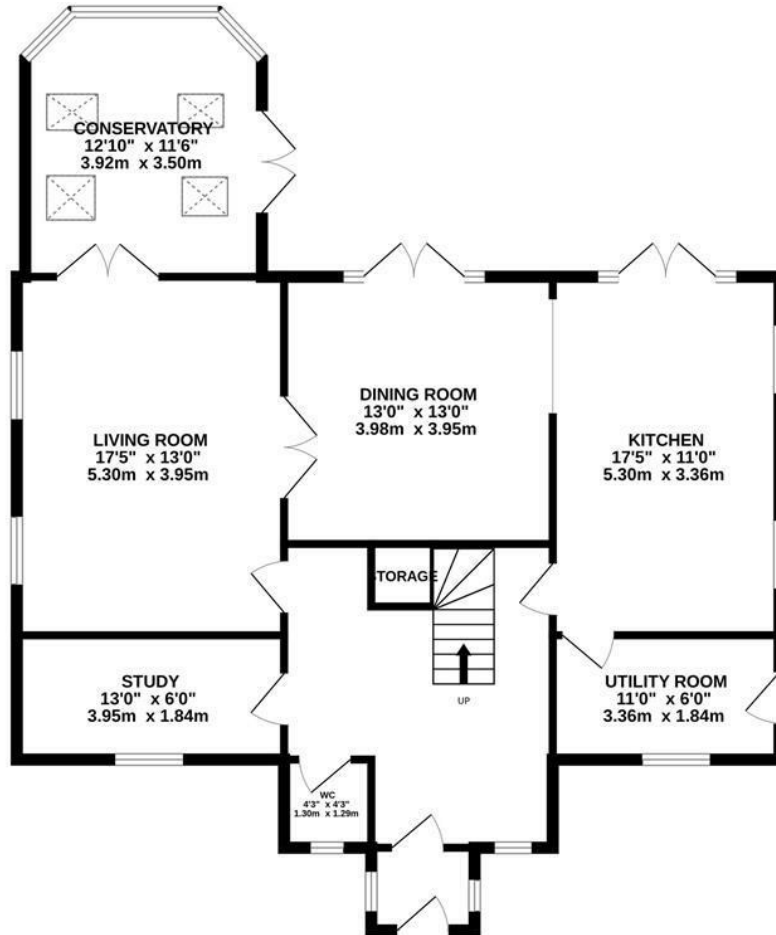 CONSERVATORY
12'10" x 11'6"
3.92m x 3.50m
DINING ROOM
13'0" x 13'0"
3.98m x 3.95m
LIVING ROOM
17'5" x 13'0"
5.30m x 3.95m
KITCHEN
17'5" x 11'0"
5.30m x 3.36m
STORAGE
STUDY
13'0" x 6'0"
3.95m x 1.84m
UP
UTILITY ROOM
11'0" x 6'0"
3.36m x 1.84m
WC
4'3" x 4'3"
1.30m x 1.29m